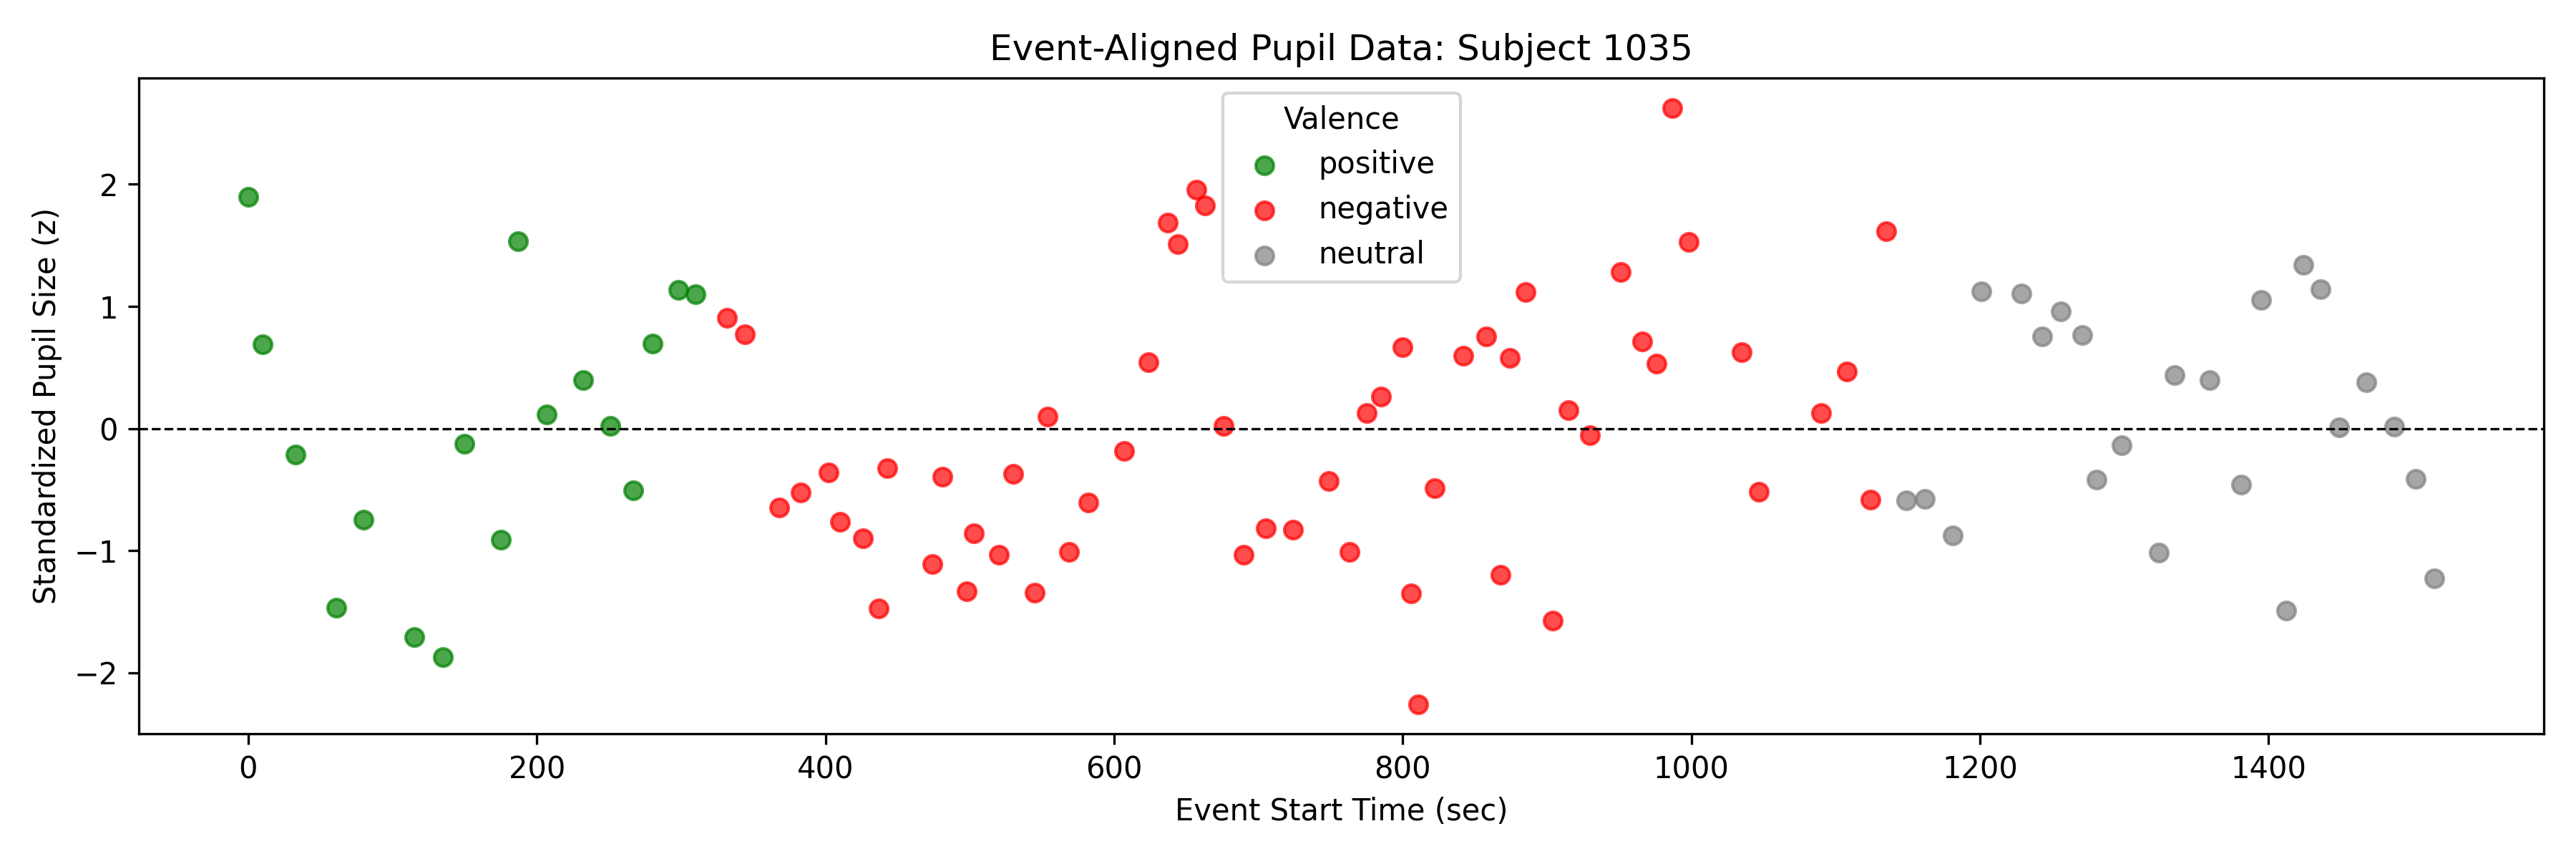 Event-Aligned Pupil Data: Subject 1035
Valence
positive
negative
neutral
Standardized Pupil Size (z)
2
1
0
−1
−2
0 200 400 600 800 1000 1200 1400
Event Start Time (sec)